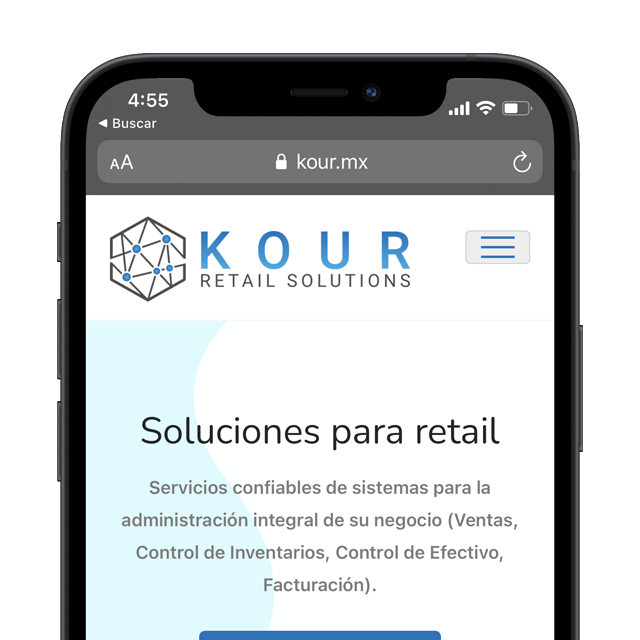 4:55
◀ Buscar
AA
kour.mx
KOUR
RETAIL SOLUTIONS
Soluciones para retail
Servicios confiables de sistemas para la
administración integral de su negocio (Ventas,
Control de Inventarios, Control de Efectivo,
Facturación).